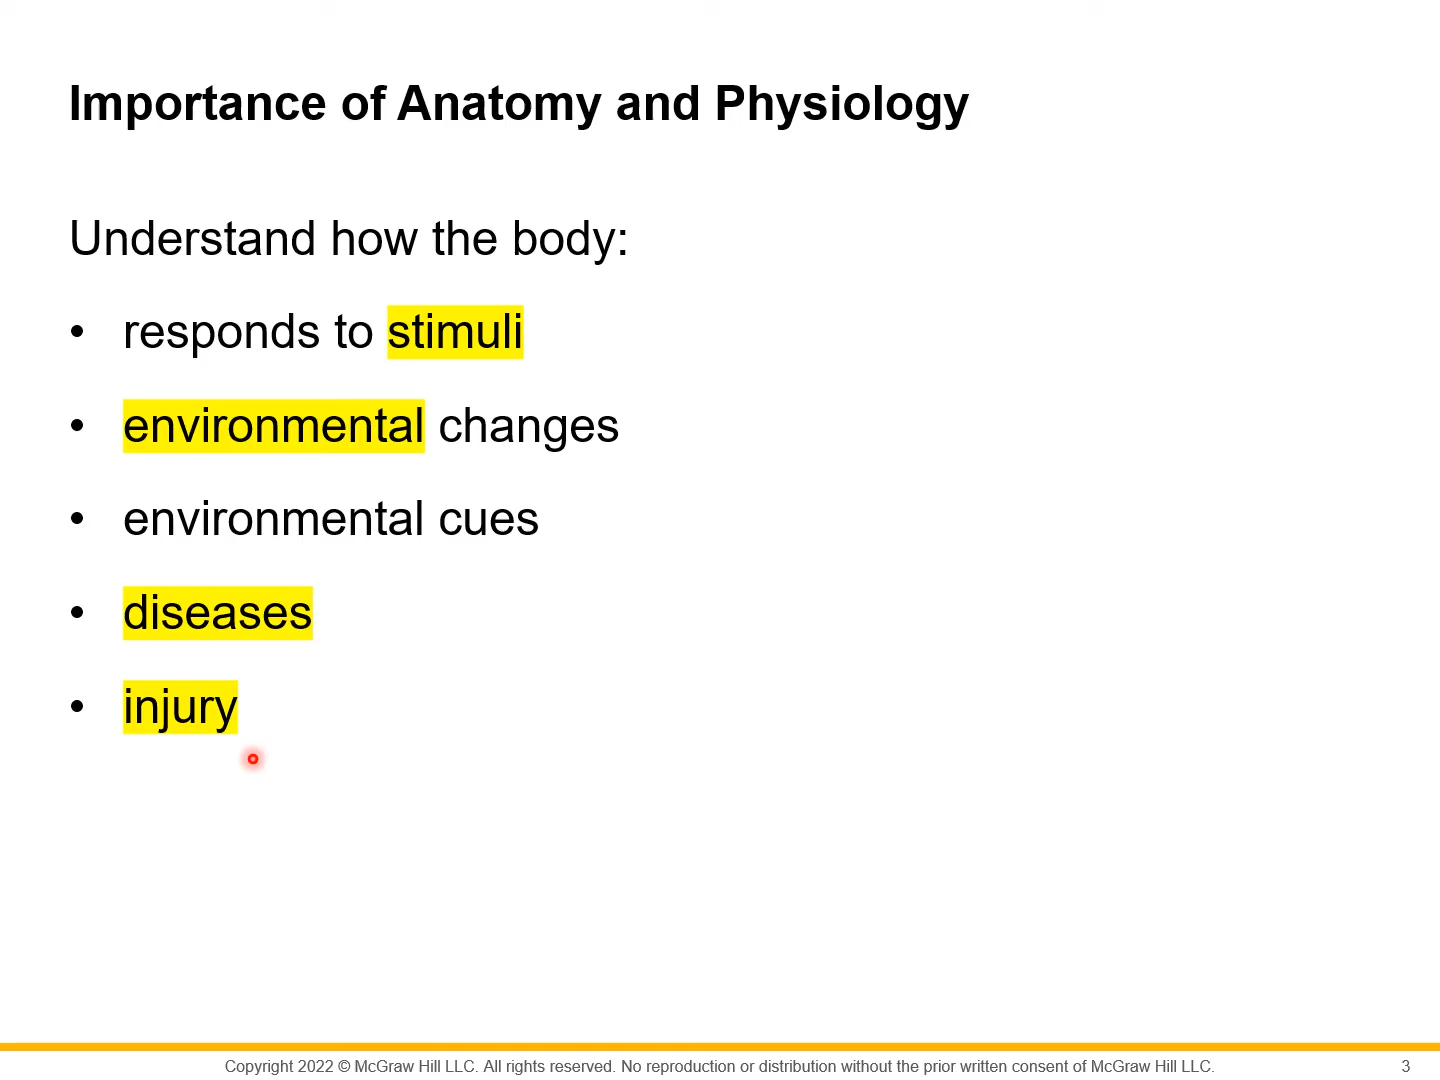 Importance of Anatomy and Physiology
Understand how the body:
• responds to stimuli
• environmental changes
• environmental cues
• diseases
• injury
Copyright 2022 © McGraw Hill LLC. All rights reserved. No reproduction or distribution without the prior written consent of McGraw Hill LLC.
3